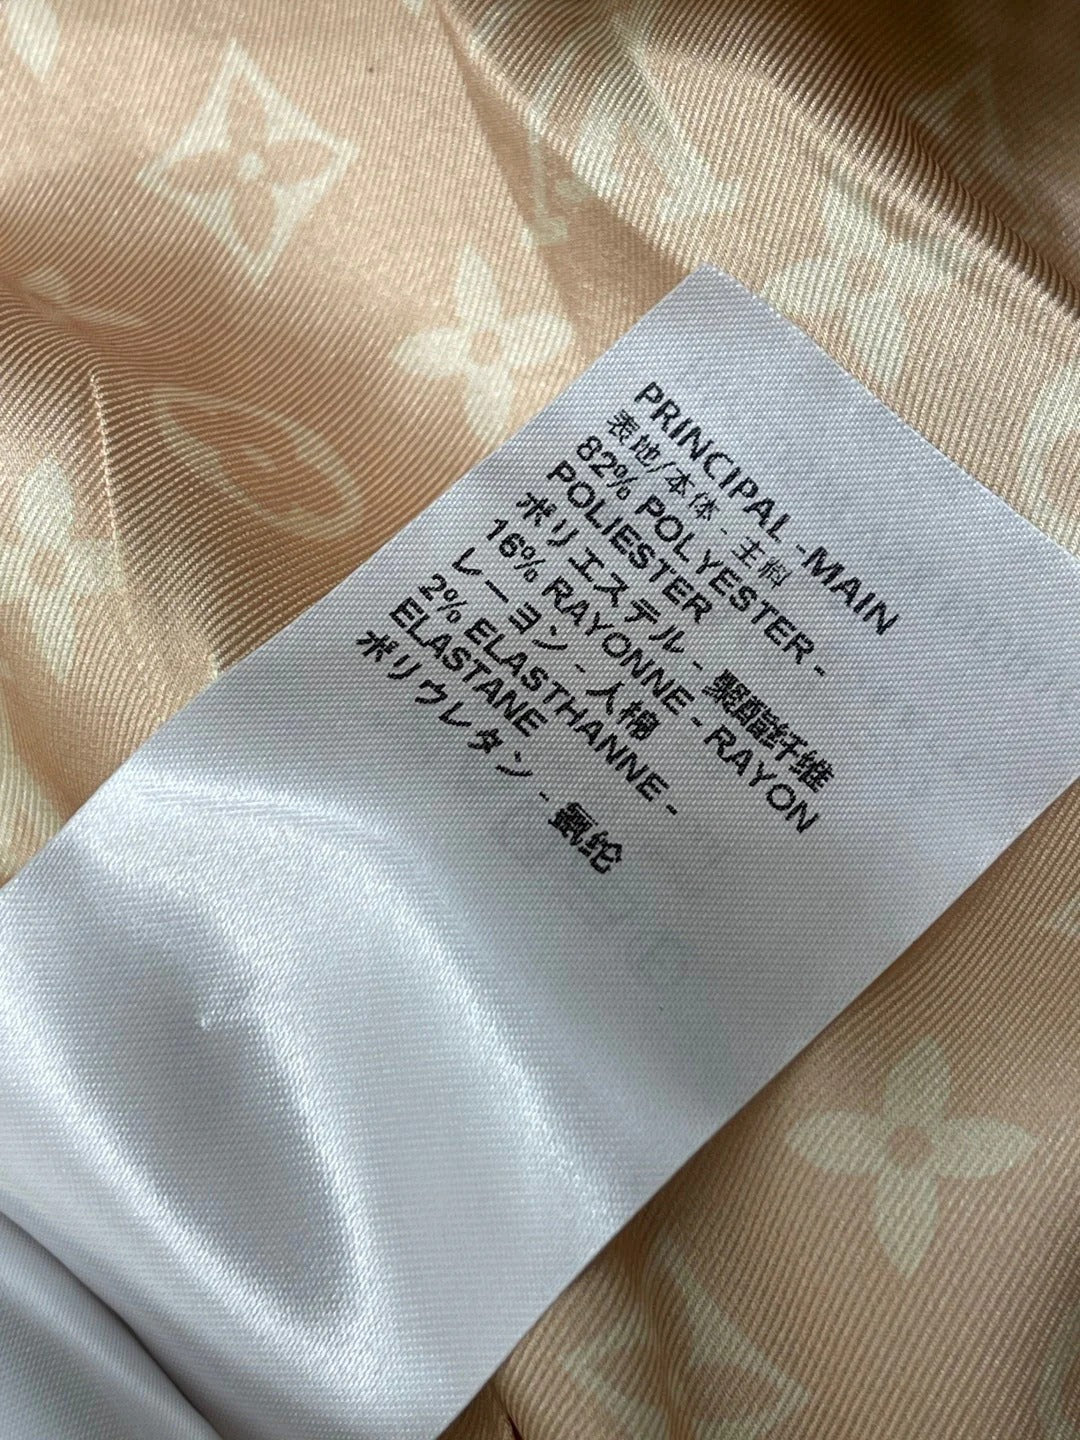 PRINCIPAL -MAIN
表地/本体 - 主料
82% POLYESTER -
POLIESTER
ポリエステル - 聚酯纤维
16% RAYONNE - RAYON
レーヨン - 人棉
2% ELASTHANNE -
ELASTANE
ポリウレタン - 氨纶